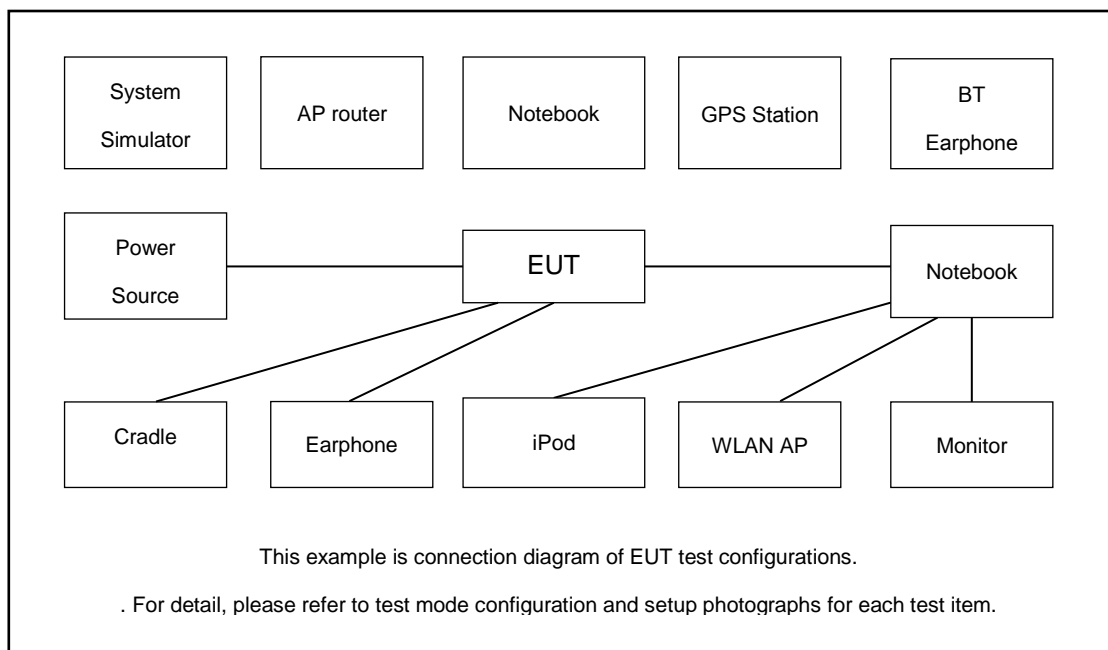 System
Simulator
AP router
Notebook
GPS Station
BT
Earphone
Power
Source
EUT
Notebook
Cradle
Earphone
iPod
WLAN AP
Monitor
This example is connection diagram of EUT test configurations.
. For detail, please refer to test mode configuration and setup photographs for each test item.